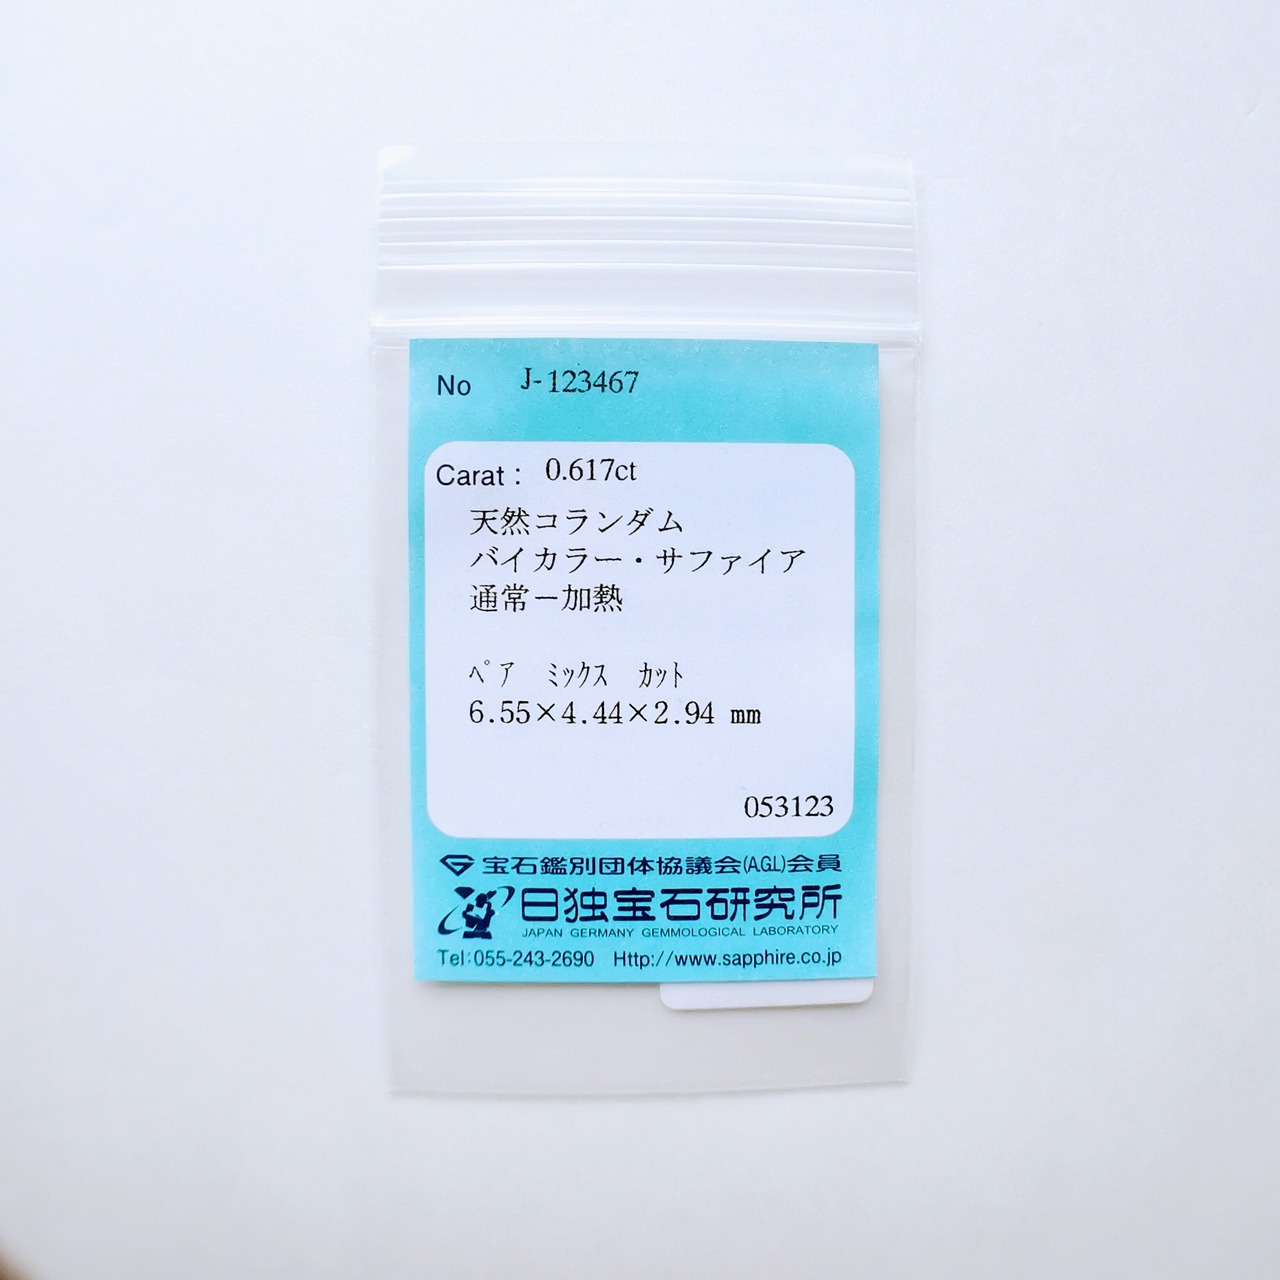 No J-123467
Carat : 0.617ct
天然コランダム
バイカラー・サファイア
通常－加熱
ﾍﾟｱ ﾐｯｸｽ ｶｯﾄ
6.55×4.44×2.94 mm
053123
宝石鑑別団体協議会(A.G.L)会員
日独宝石研究所
JAPAN GERMANY GEMMOLOGICAL LABORATORY
Tel:055-243-2690 Http://www.sapphire.co.jp